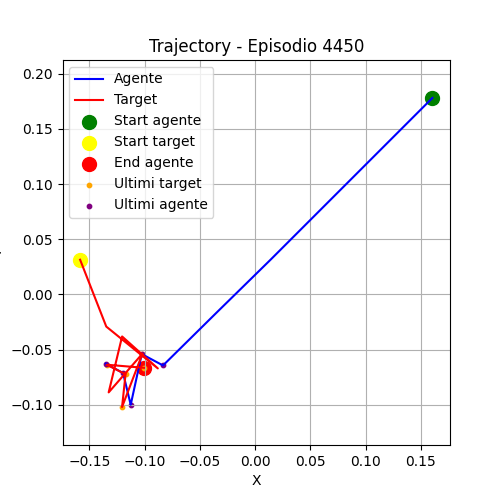 Trajectory - Episodio 4450
Agente
Target
Start agente
Start target
End agente
Ultimi target
Ultimi agente
0.20
0.15
0.10
0.05
0.00
−0.05
−0.10
−0.15 −0.10 −0.05 0.00 0.05 0.10 0.15
X